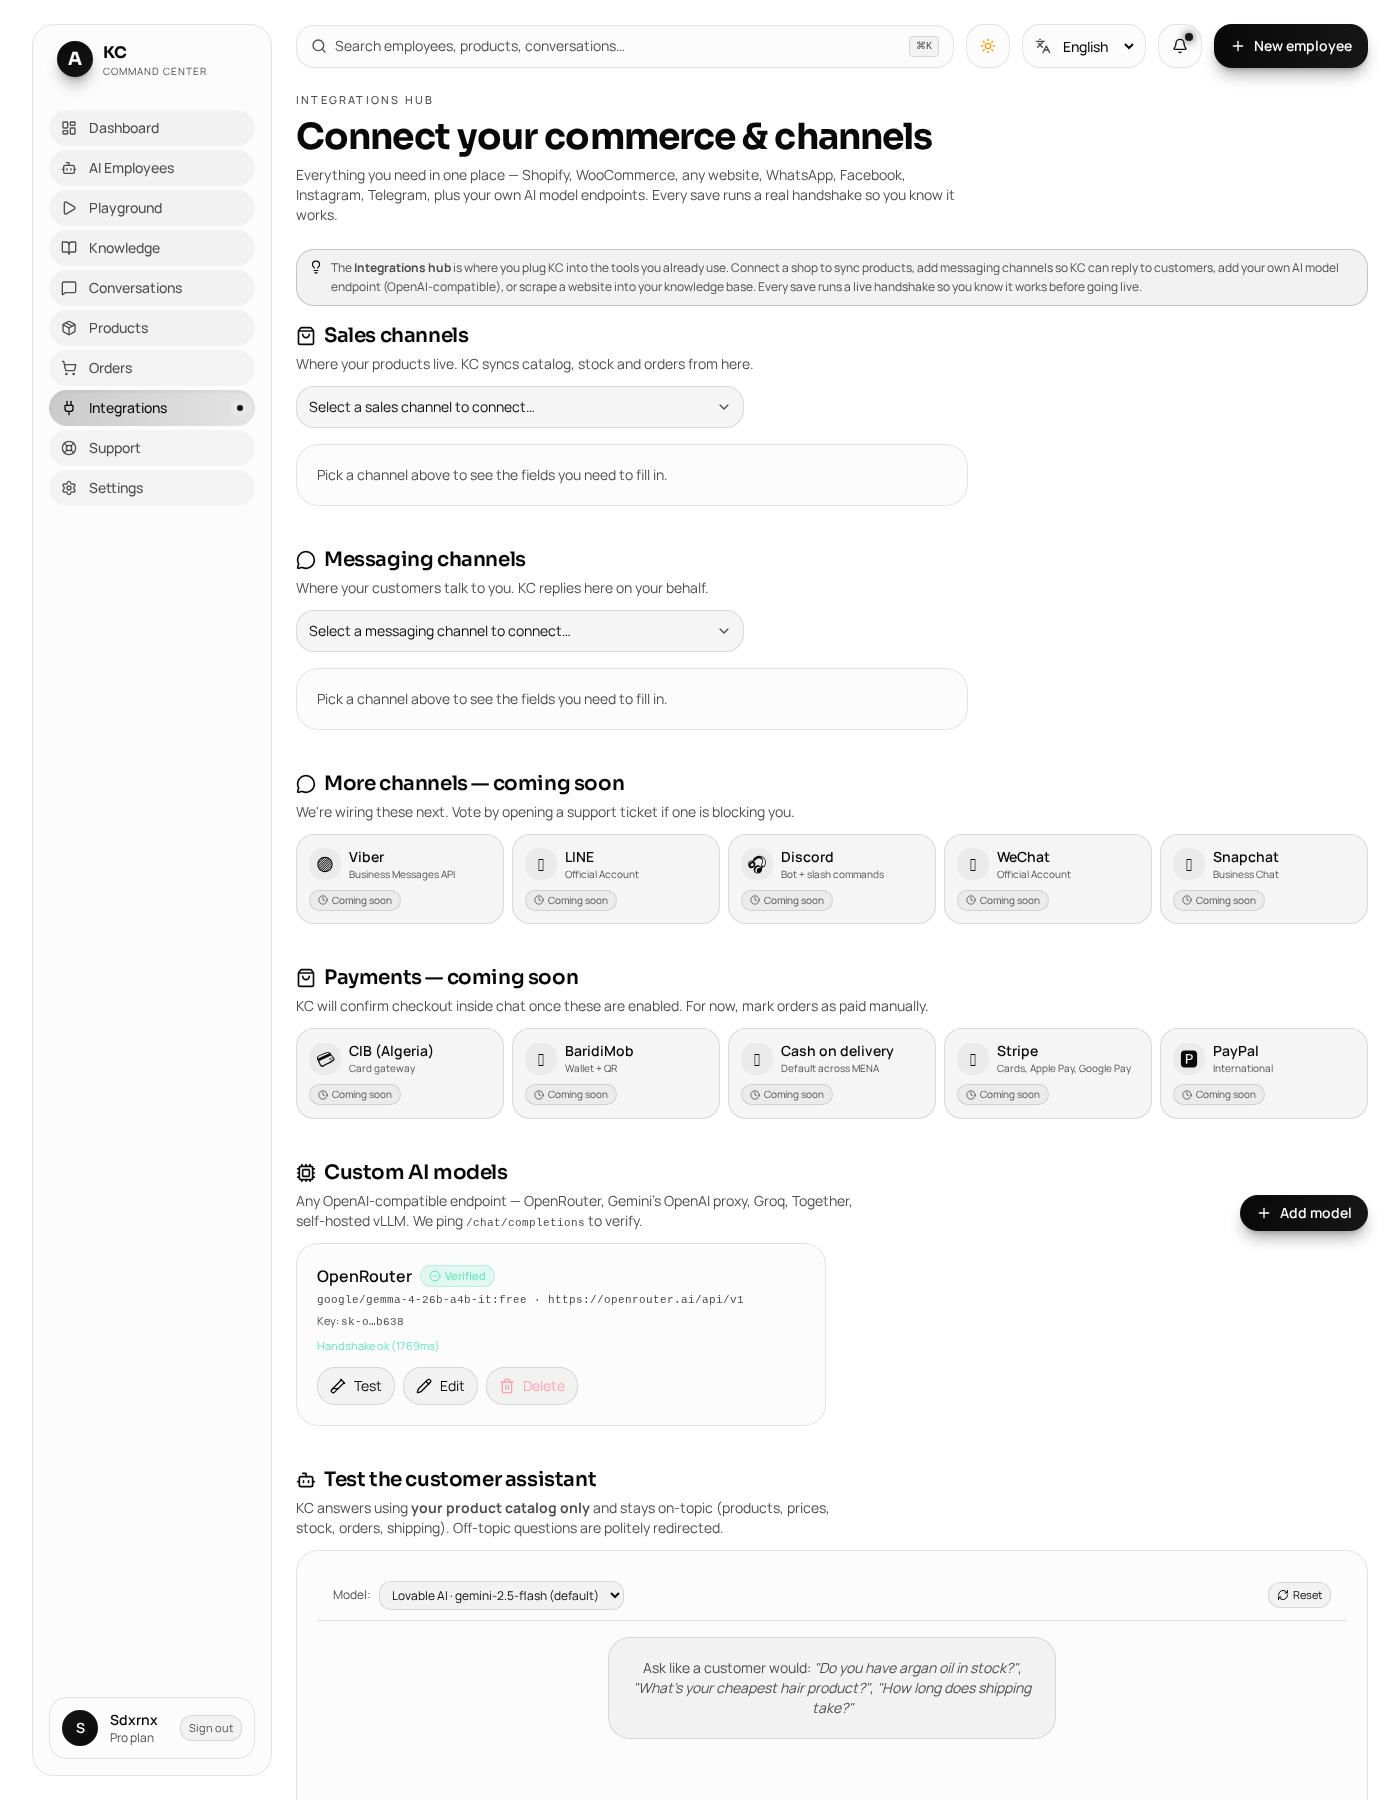 A
KC
COMMAND CENTER
Dashboard
AI Employees
Playground
Knowledge
Conversations
Products
Orders
Integrations
Support
Settings
S
Sdxrnx
Pro plan
Sign out
Search employees, products, conversations…
⌘K
English
New employee
INTEGRATIONS HUB
Connect your commerce & channels
Everything you need in one place — Shopify, WooCommerce, any website, WhatsApp, Facebook,
Instagram, Telegram, plus your own AI model endpoints. Every save runs a real handshake so you know it
works.
The Integrations hub is where you plug KC into the tools you already use. Connect a shop to sync products, add messaging channels so KC can reply to customers, add your own AI model
endpoint (OpenAI-compatible), or scrape a website into your knowledge base. Every save runs a live handshake so you know it works before going live.
Sales channels
Where your products live. KC syncs catalog, stock and orders from here.
Select a sales channel to connect…
Pick a channel above to see the fields you need to fill in.
Messaging channels
Where your customers talk to you. KC replies here on your behalf.
Select a messaging channel to connect…
Pick a channel above to see the fields you need to fill in.
More channels — coming soon
We're wiring these next. Vote by opening a support ticket if one is blocking you.
Viber
Business Messages API
Coming soon
LINE
Official Account
Coming soon
Discord
Bot + slash commands
Coming soon
WeChat
Official Account
Coming soon
Snapchat
Business Chat
Coming soon
Payments — coming soon
KC will confirm checkout inside chat once these are enabled. For now, mark orders as paid manually.
CIB (Algeria)
Card gateway
Coming soon
BaridiMob
Wallet + QR
Coming soon
Cash on delivery
Default across MENA
Coming soon
Stripe
Cards, Apple Pay, Google Pay
Coming soon
P
PayPal
International
Coming soon
Custom AI models
Any OpenAI-compatible endpoint — OpenRouter, Gemini's OpenAI proxy, Groq, Together,
self-hosted vLLM. We ping /chat/completions to verify.
Add model
OpenRouter
Verified
google/gemma-4-26b-a4b-it:free · https://openrouter.ai/api/v1
Key: sk-o…b638
Handshake ok (1769ms)
Test
Edit
Delete
Test the customer assistant
KC answers using your product catalog only and stays on-topic (products, prices,
stock, orders, shipping). Off-topic questions are politely redirected.
Model:
Lovable AI · gemini-2.5-flash (default)
Reset
Ask like a customer would: "Do you have argan oil in stock?",
"What's your cheapest hair product?", "How long does shipping
take?"